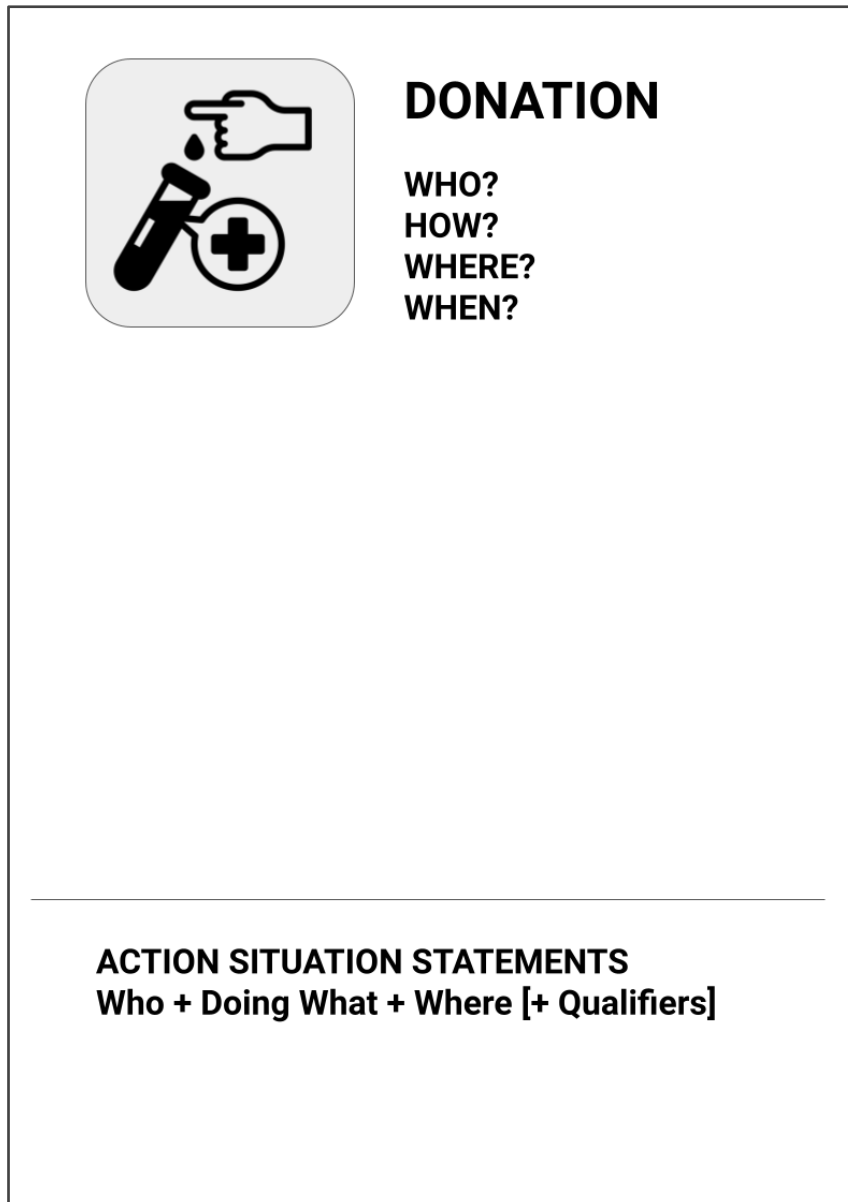 DONATION
WHO?
HOW?
WHERE?
WHEN?
ACTION SITUATION STATEMENTS
Who + Doing What + Where [+ Qualifiers]